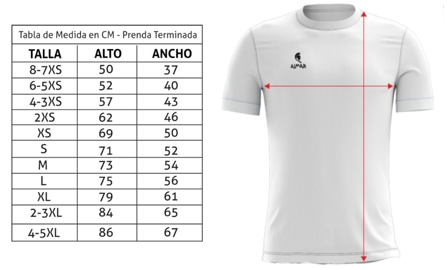 Tabla de Medida en CM - Prenda Terminada
TALLA ALTO ANCHO
8-7XS 50 37
6-5XS 52 40
4-3XS 57 43
2XS 62 46
XS 69 50
S 71 52
M 73 54
L 75 56
XL 79 61
2-3XL 84 65
4-5XL 86 67